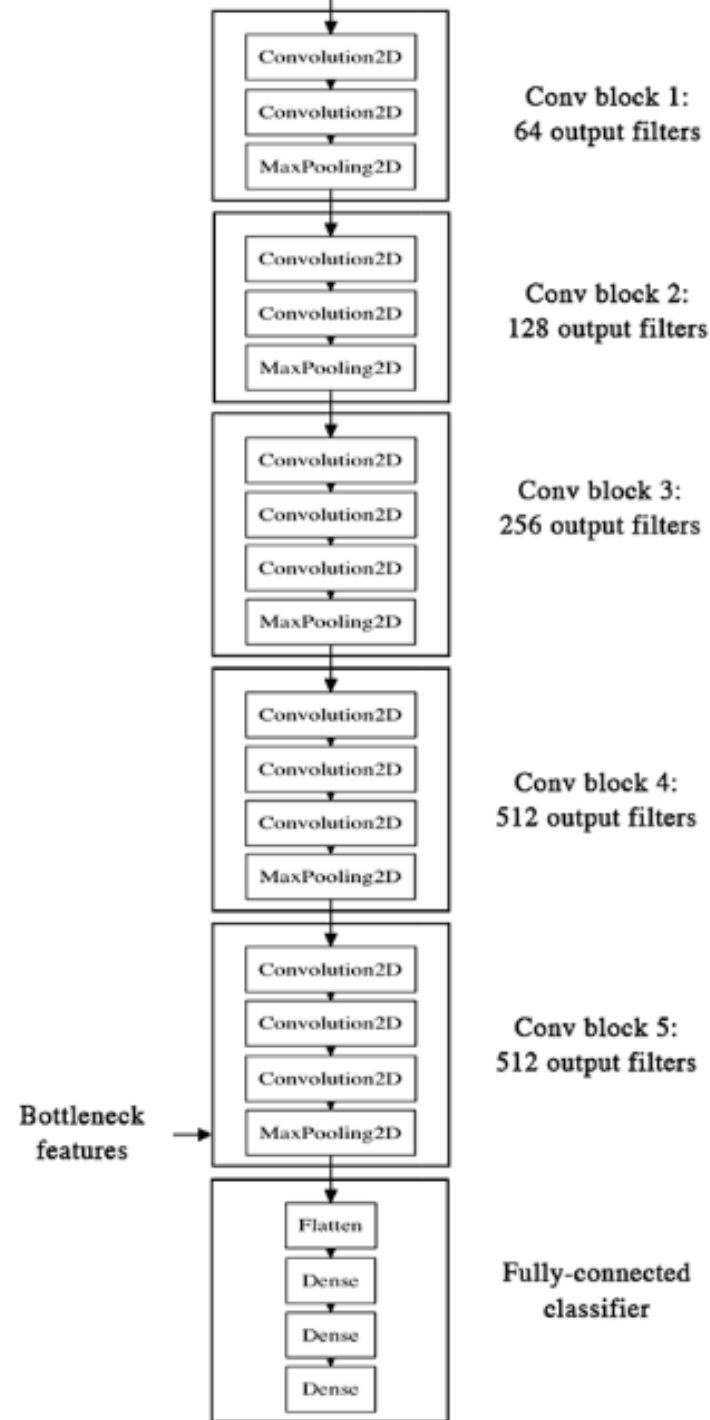 Convolution2D
Convolution2D
MaxPooling2D
Conv block 1:
64 output filters
Convolution2D
Convolution2D
MaxPooling2D
Conv block 2:
128 output filters
Convolution2D
Convolution2D
Convolution2D
MaxPooling2D
Conv block 3:
256 output filters
Convolution2D
Convolution2D
Convolution2D
MaxPooling2D
Conv block 4:
512 output filters
Convolution2D
Convolution2D
Convolution2D
MaxPooling2D
Conv block 5:
512 output filters
Bottleneck
features
Flatten
Dense
Dense
Dense
Fully-connected
classifier